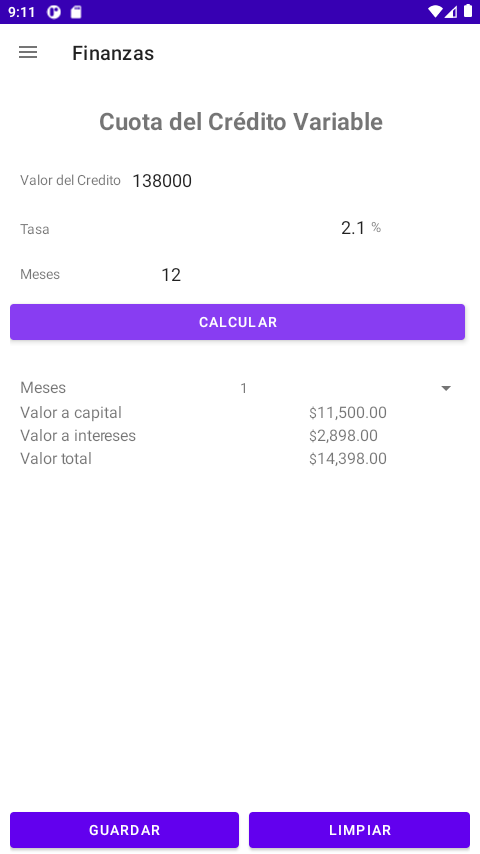 9:11
Finanzas
Cuota del Crédito Variable
Valor del Credito 138000
Tasa 2.1 %
Meses 12
CALCULAR
Meses 1
Valor a capital $11,500.00
Valor a intereses $2,898.00
Valor total $14,398.00
GUARDAR LIMPIAR